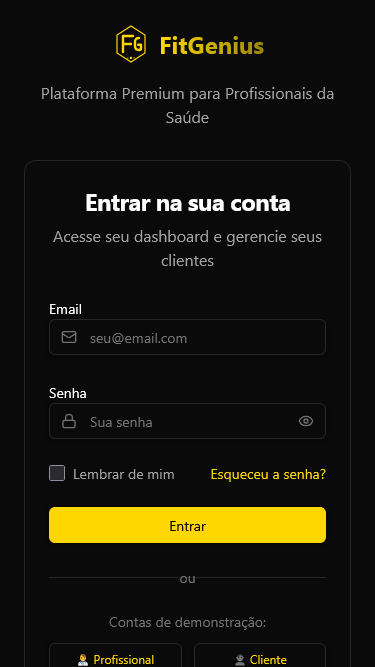 FG FitGenius
Plataforma Premium para Profissionais da
Saúde
Entrar na sua conta
Acesse seu dashboard e gerencie seus
clientes
Email
seu@email.com
Senha
Sua senha
Lembrar de mim Esqueceu a senha?
Entrar
ou
Contas de demonstração:
Profissional Cliente